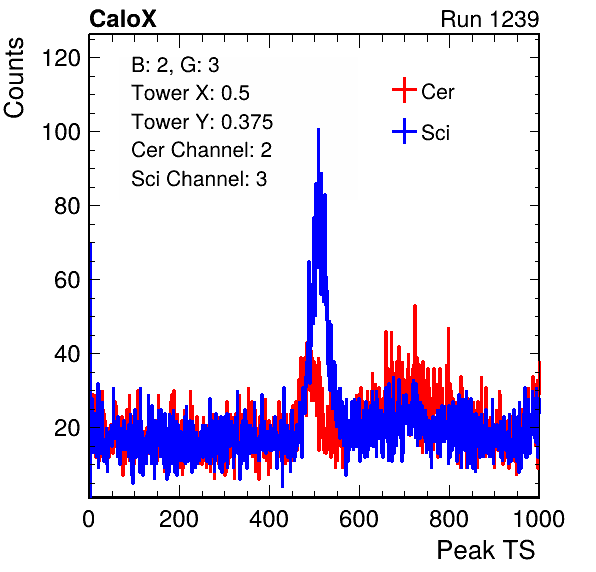 CaloX Run 1239
Counts
120
100
80
60
40
20
B: 2, G: 3
Tower X: 0.5
Tower Y: 0.375
Cer Channel: 2
Sci Channel: 3
Cer
Sci
0 200 400 600 800 1000
Peak TS